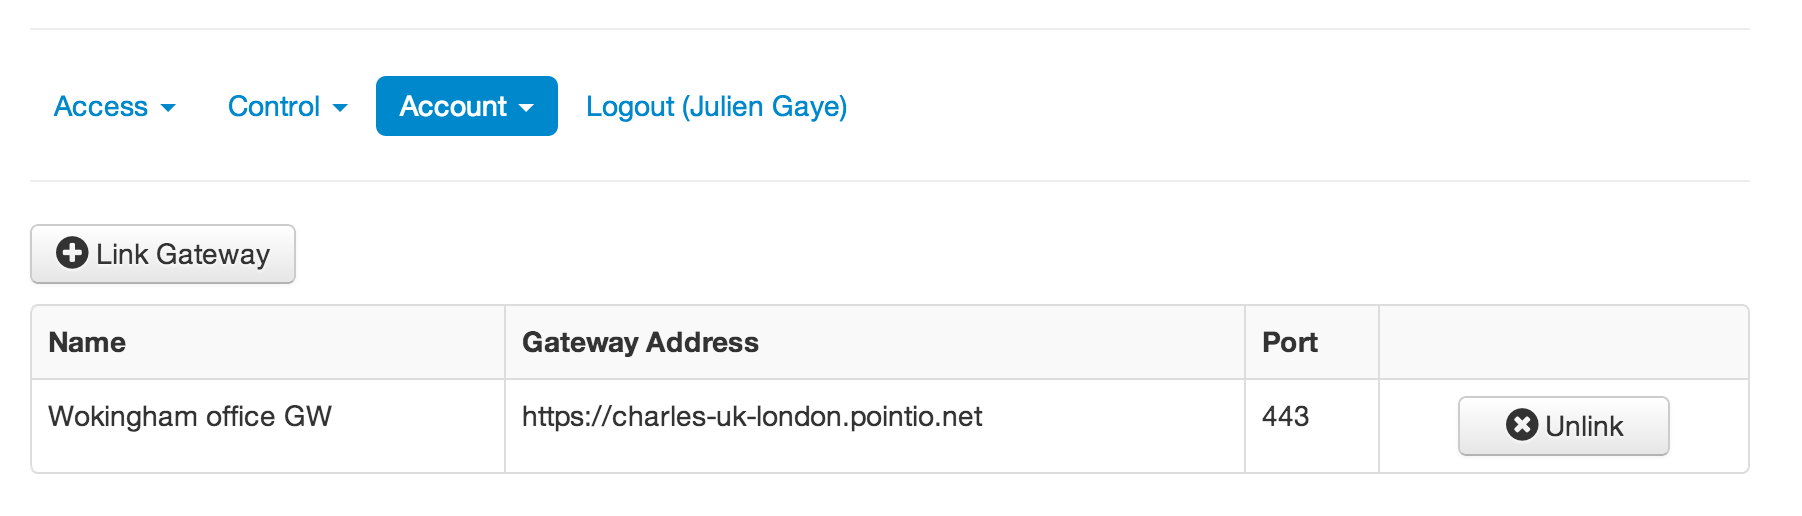 Access Control Account Logout (Julien Gaye)
Link Gateway
Name Gateway Address Port
Wokingham office GW https://charles-uk-london.pointio.net 443 Unlink